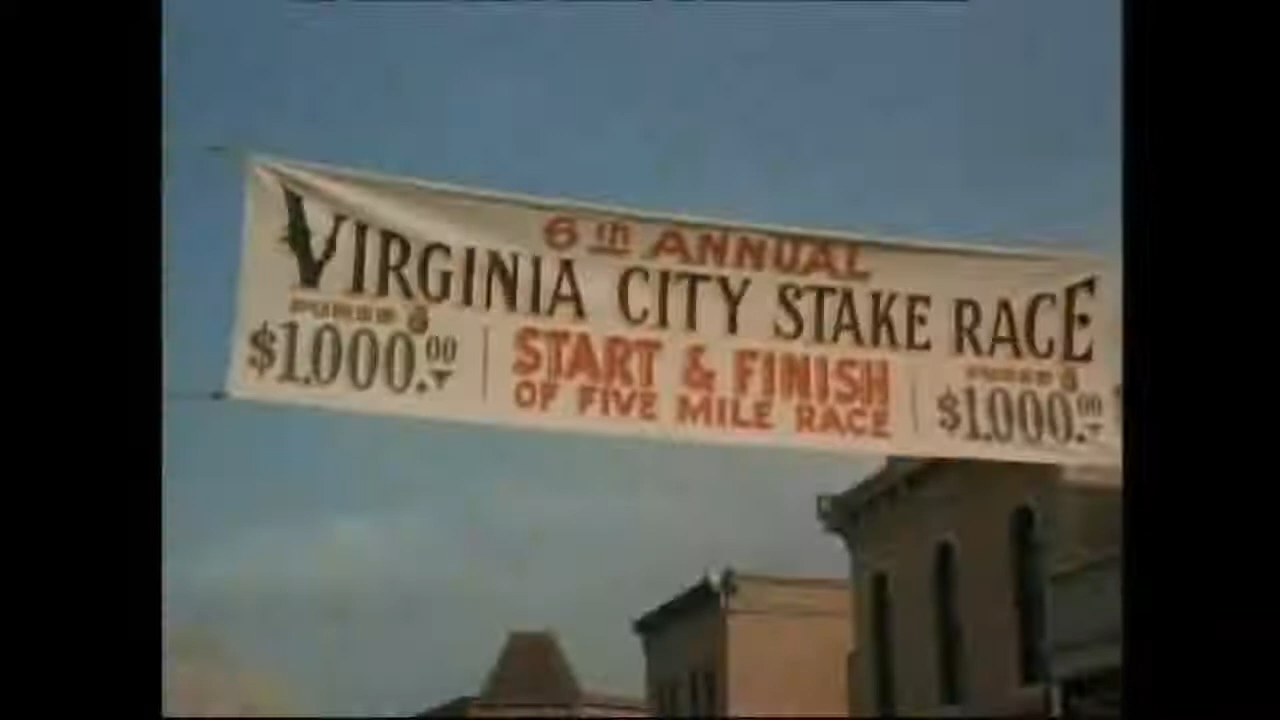 6th ANNUAL
VIRGINIA CITY STAKE RACE
$1.000.00
START & FINISH
OF FIVE MILE RACE
$1.000.00